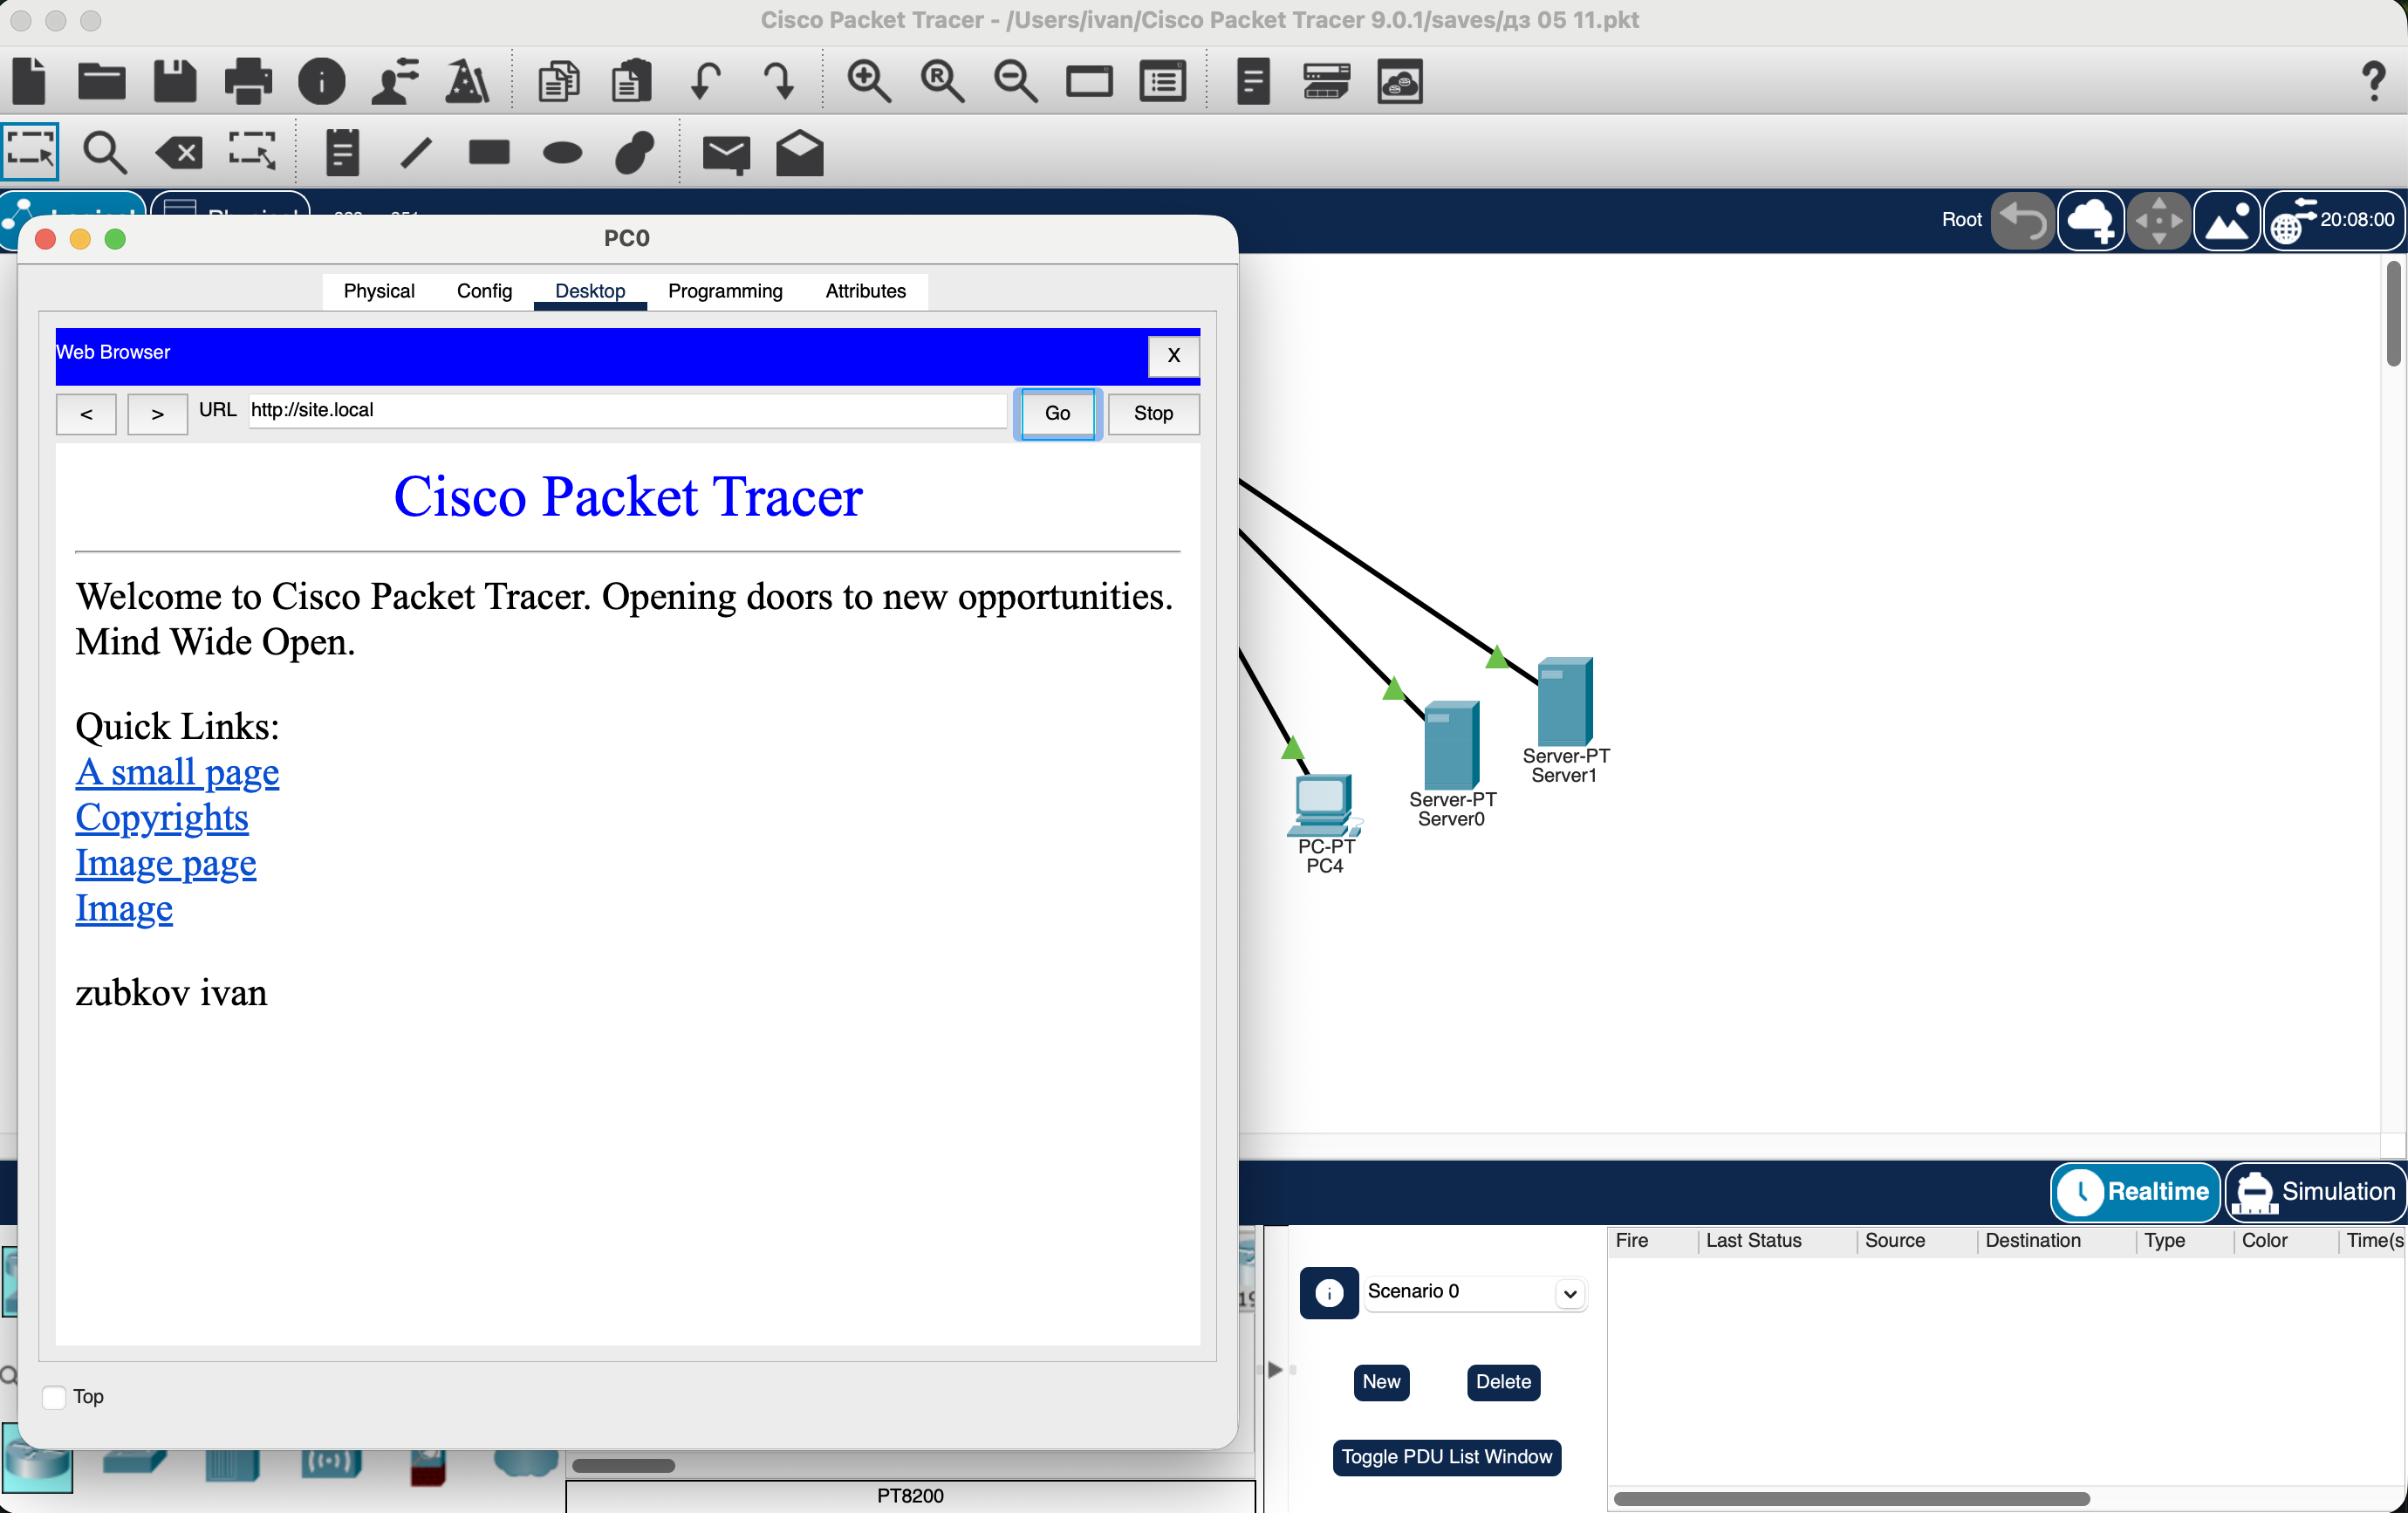 Cisco Packet Tracer - /Users/ivan/Cisco Packet Tracer 9.0.1/saves/дз 05 11.pkt
Root
20:08:00
PC0
Physical Config Desktop Programming Attributes
Web Browser
X
< > URL http://site.local Go Stop
Cisco Packet Tracer
Welcome to Cisco Packet Tracer. Opening doors to new opportunities.
Mind Wide Open.
Quick Links:
A small page
Copyrights
Image page
Image
zubkov ivan
Server-PT
Server1
Server-PT
Server0
PC-PT
PC4
Realtime Simulation
Fire Last Status Source Destination Type Color Time(s
Scenario 0
New Delete
Toggle PDU List Window
Top
PT8200